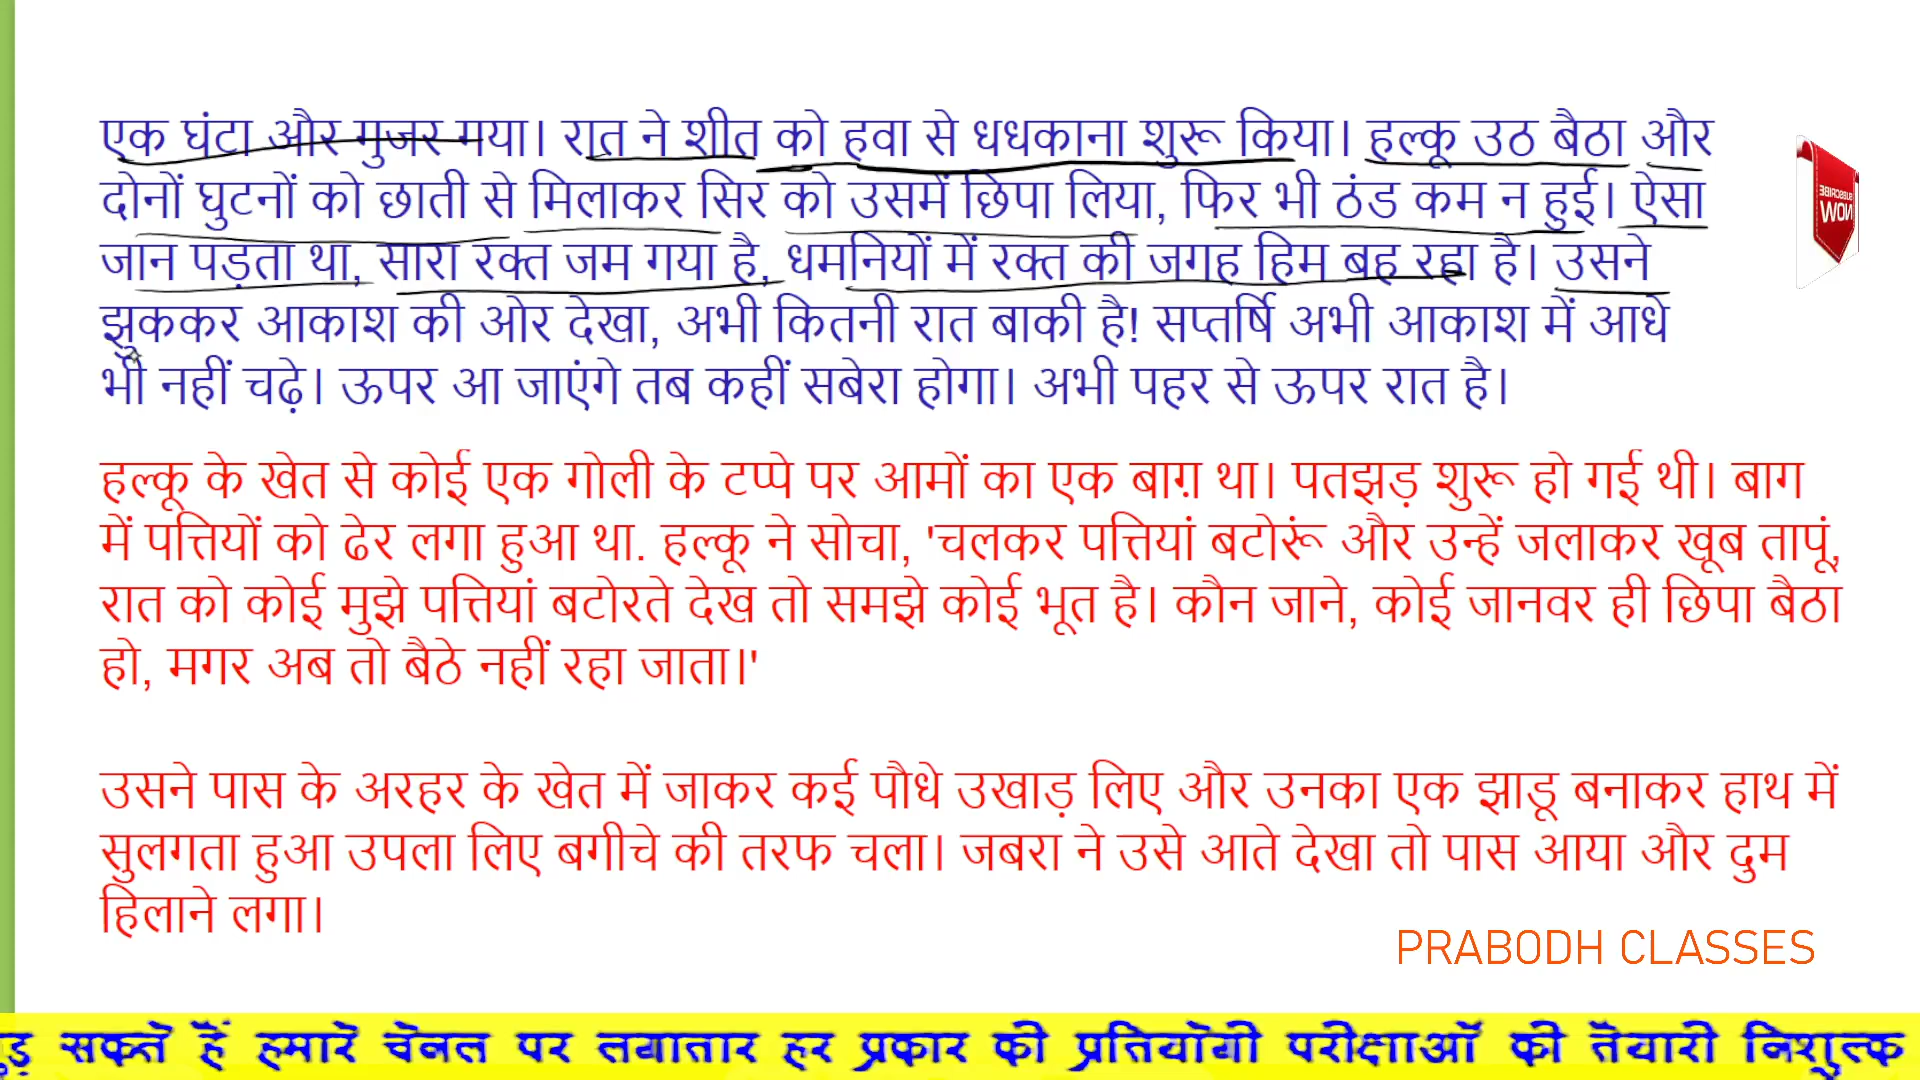 एक घंटा और गुजर गया। रात ने शीत को हवा से धधकाना शुरू किया। हल्कू उठ बैठा और
दोनों घुटनों को छाती से मिलाकर सिर को उसमें छिपा लिया, फिर भी ठंड कम न हुई। ऐसा
जान पड़ता था, सारा रक्त जम गया है, धमनियों में रक्त की जगह हिम बह रहा है। उसने
झुककर आकाश की ओर देखा, अभी कितनी रात बाकी है! सप्तर्षि अभी आकाश में आधे
भी नहीं चढ़े। ऊपर आ जाएंगे तब कहीं सबेरा होगा। अभी पहर से ऊपर रात है।
हल्कू के खेत से कोई एक गोली के टप्पे पर आमों का एक बाग़ था। पतझड़ शुरू हो गई थी। बाग
में पत्तियों को ढेर लगा हुआ था. हल्कू ने सोचा, 'चलकर पत्तियां बटोरूं और उन्हें जलाकर खूब तापूं,
रात को कोई मुझे पत्तियां बटोरते देख तो समझे कोई भूत है। कौन जाने, कोई जानवर ही छिपा बैठा
हो, मगर अब तो बैठे नहीं रहा जाता।'
उसने पास के अरहर के खेत में जाकर कई पौधे उखाड़ लिए और उनका एक झाडू बनाकर हाथ में
सुलगता हुआ उपला लिए बगीचे की तरफ चला। जबरा ने उसे आते देखा तो पास आया और दुम
हिलाने लगा।
SUBSCRIBE
NOW
PRABODH CLASSES
सकते हैं हमारे चेनल पर लगातार हर प्रकार की प्रतियोगी परीक्षाओं की तैयारी निशुल्क